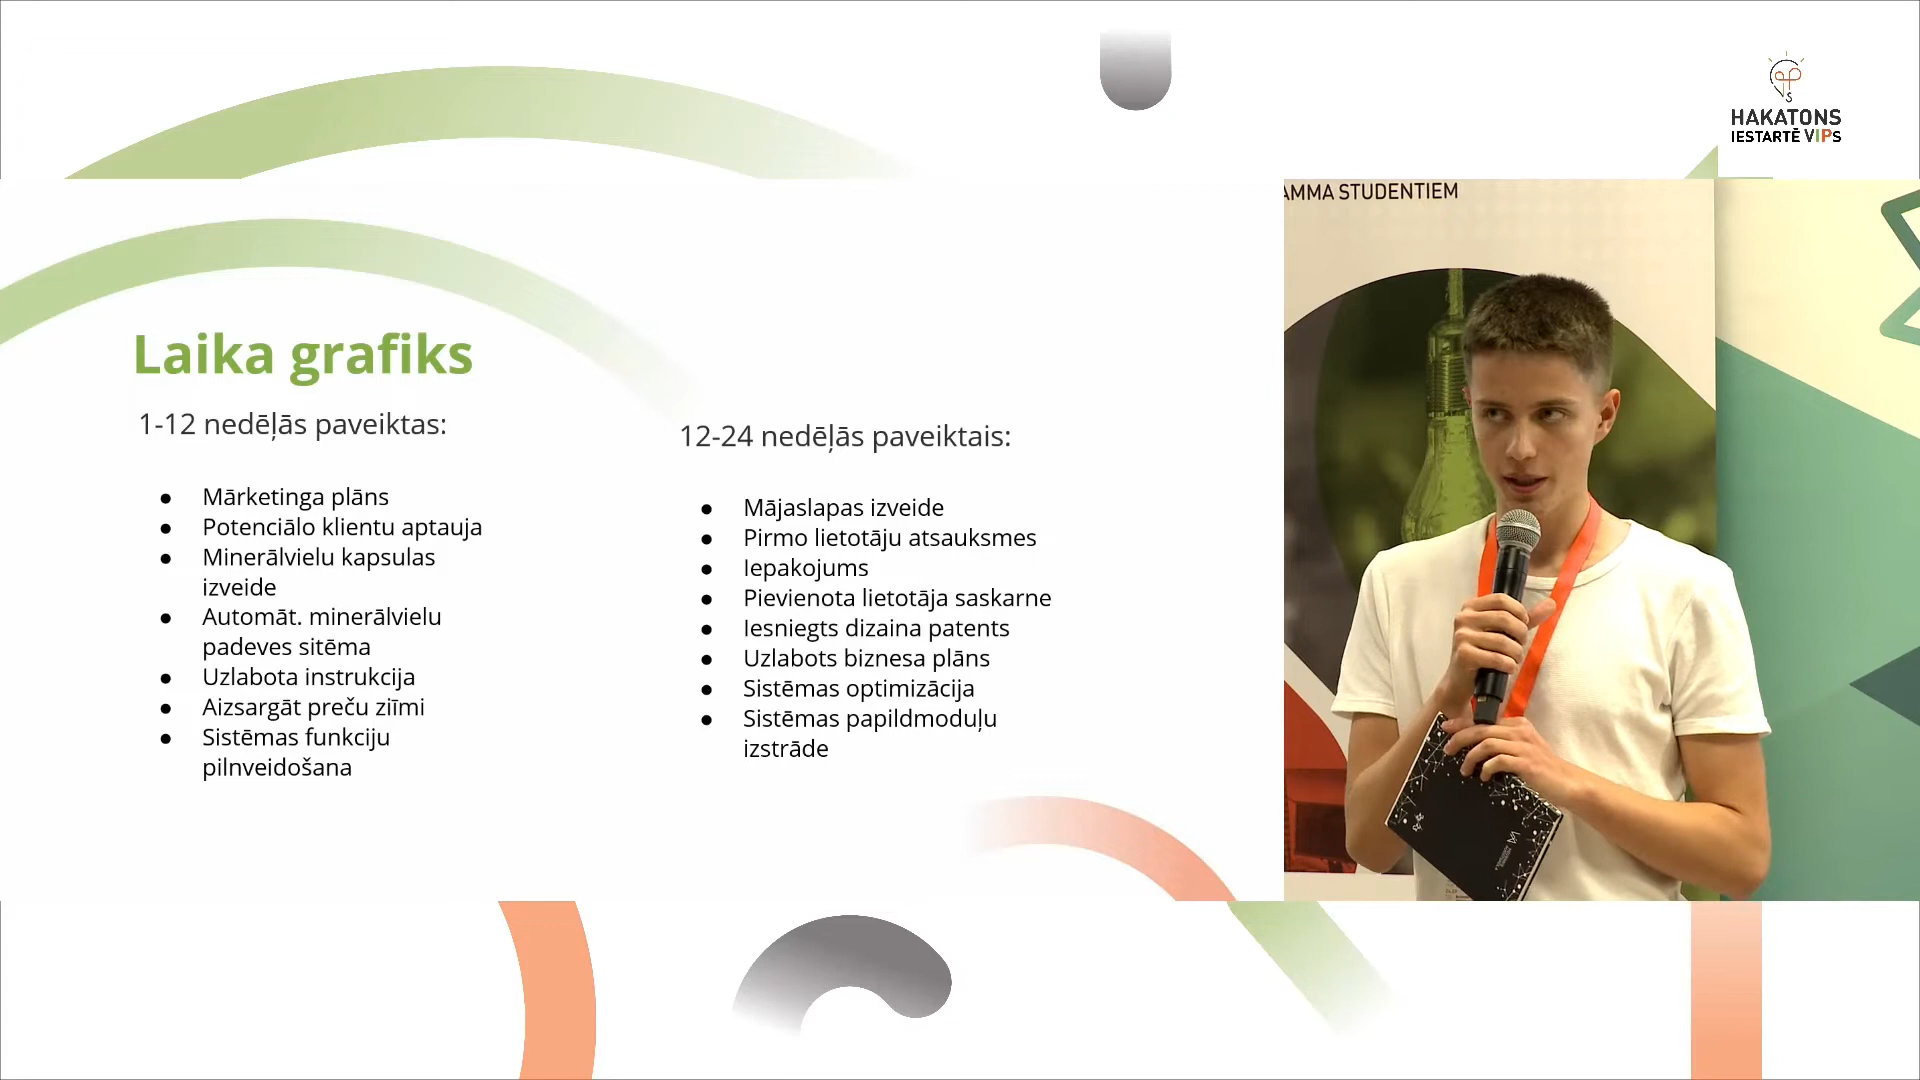 HAKATONS
IESTARTĒ VIPS
AMMA STUDENTIEM
Laika grafiks
1-12 nedēļās paveiktas:
● Mārketinga plāns
● Potenciālo klientu aptauja
● Minerālvielu kapsulas
izveide
● Automāt. minerālvielu
padeves sitēma
● Uzlabota instrukcija
● Aizsargāt preču ziīmi
● Sistēmas funkciju
pilnveidošana
12-24 nedēļās paveiktais:
● Mājaslapas izveide
● Pirmo lietotāju atsauksmes
● Iepakojums
● Pievienota lietotāja saskarne
● Iesniegts dizaina patents
● Uzlabots biznesa plāns
● Sistēmas optimizācija
● Sistēmas papildmoduļu
izstrāde